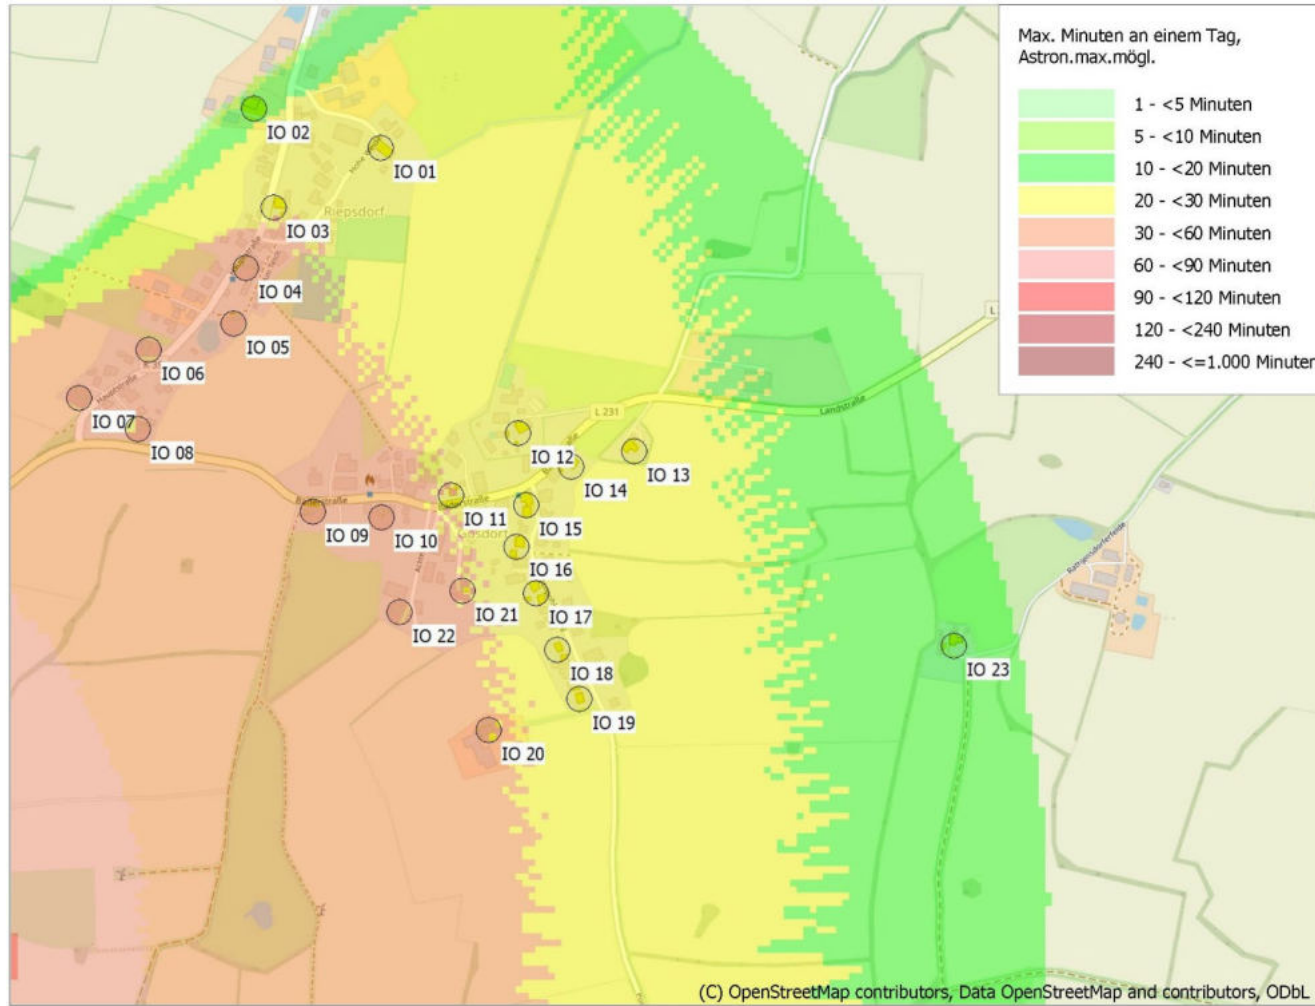 Max. Minuten an einem Tag,
Astron.max.mögl.
1 - <5 Minuten
5 - <10 Minuten
10 - <20 Minuten
20 - <30 Minuten
30 - <60 Minuten
60 - <90 Minuten
90 - <120 Minuten
120 - <240 Minuten
240 - <=1.000 Minuten
IO 02
IO 01
Riepsdorf
IO 03
IO 04
IO 05
IO 06
Hauptstraße
IO 07
IO 08
L 231
Landstraße
IO 12
IO 13
IO 14
IO 09
IO 10
IO 11
IO 15
Gosdorf
IO 16
IO 21
IO 17
IO 22
IO 18
IO 23
IO 19
IO 20
Rathjensdorferfelde
(C) OpenStreetMap contributors, Data OpenStreetMap and contributors, ODbL